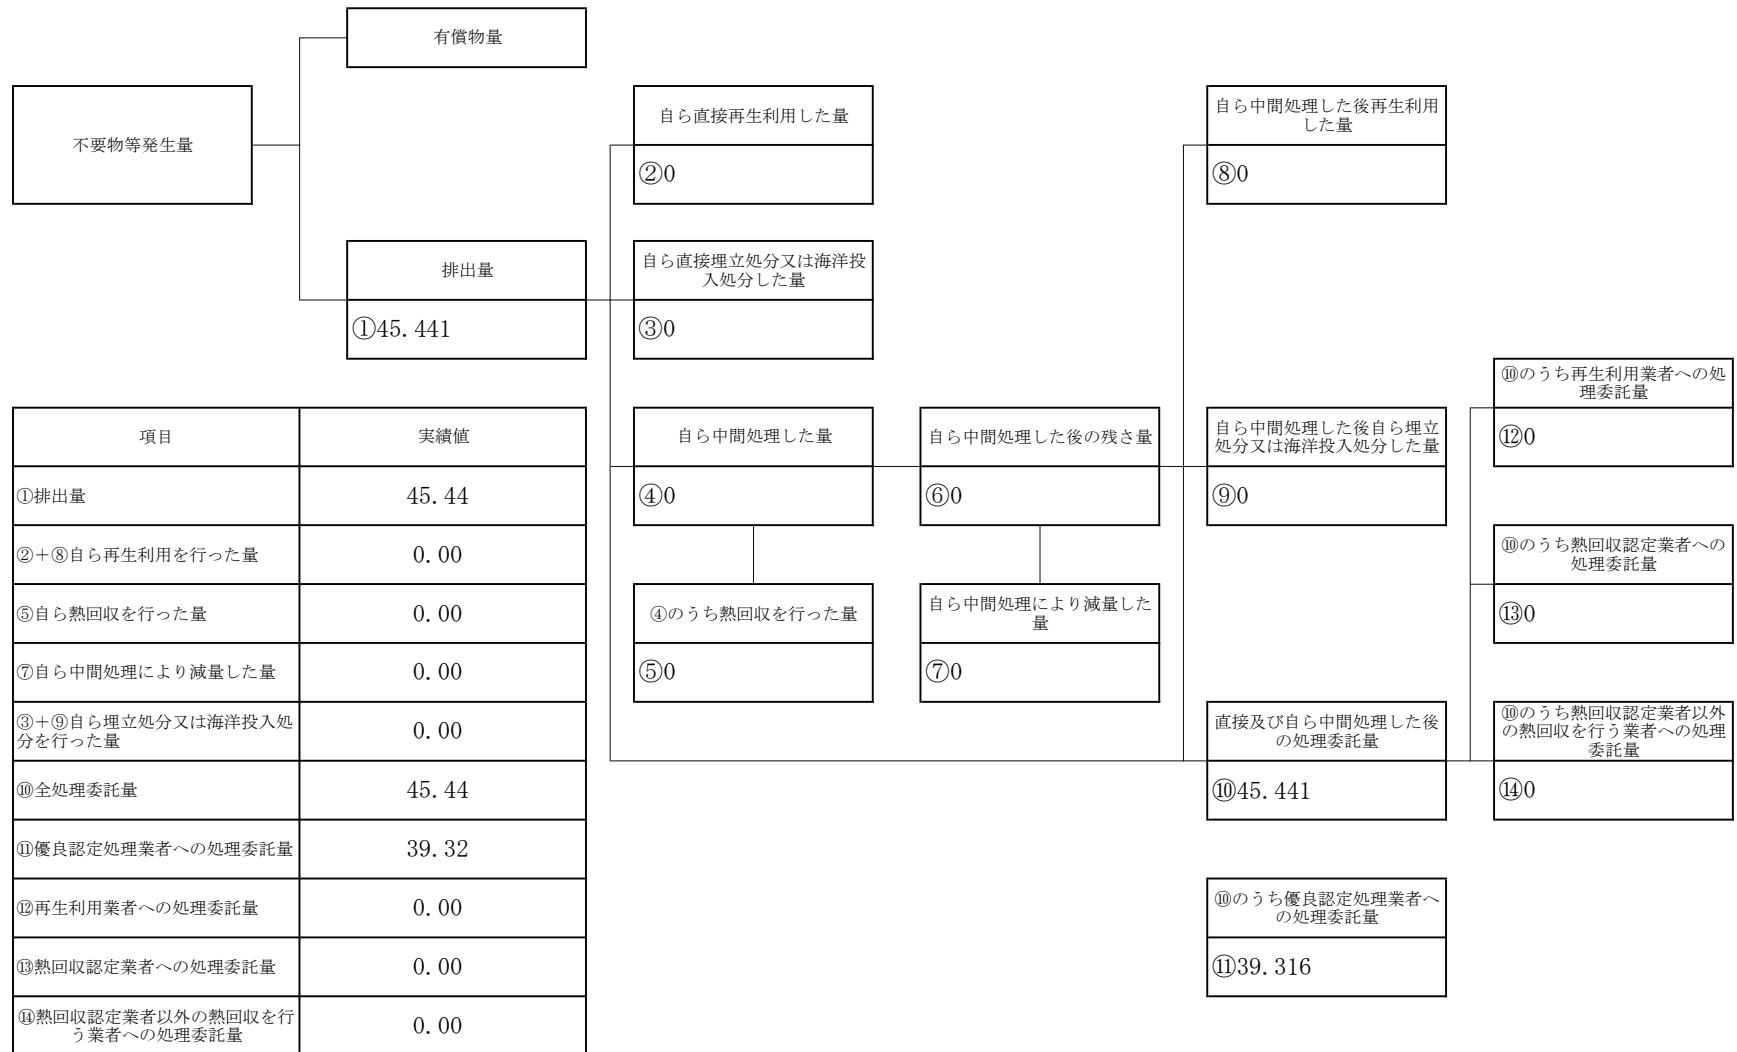 有償物量
不要物等発生量
自ら直接再生利用した量
②0
自ら中間処理した後再生利用
した量
⑧0
排出量
①45.441
自ら直接埋立処分又は海洋投
入処分した量
③0
⑩のうち再生利用業者への処
理委託量
⑫0
自ら中間処理した量
④0
自ら中間処理した後の残さ量
⑥0
自ら中間処理した後自ら埋立
処分又は海洋投入処分した量
⑨0
⑩のうち熱回収認定業者への
処理委託量
⑬0
④のうち熱回収を行った量
⑤0
自ら中間処理により減量した
量
⑦0
直接及び自ら中間処理した後
の処理委託量
⑩45.441
⑩のうち熱回収認定業者以外
の熱回収を行う業者への処理
委託量
⑭0
⑩のうち優良認定処理業者へ
の処理委託量
⑪39.316
項目 実績値
①排出量 45.44
②+⑧自ら再生利用を行った量 0.00
⑤自ら熱回収を行った量 0.00
⑦自ら中間処理により減量した量 0.00
③+⑨自ら埋立処分又は海洋投入処
分を行った量 0.00
⑩全処理委託量 45.44
⑪優良認定処理業者への処理委託量 39.32
⑫再生利用業者への処理委託量 0.00
⑬熱回収認定業者への処理委託量 0.00
⑭熱回収認定業者以外の熱回収を行
う業者への処理委託量 0.00